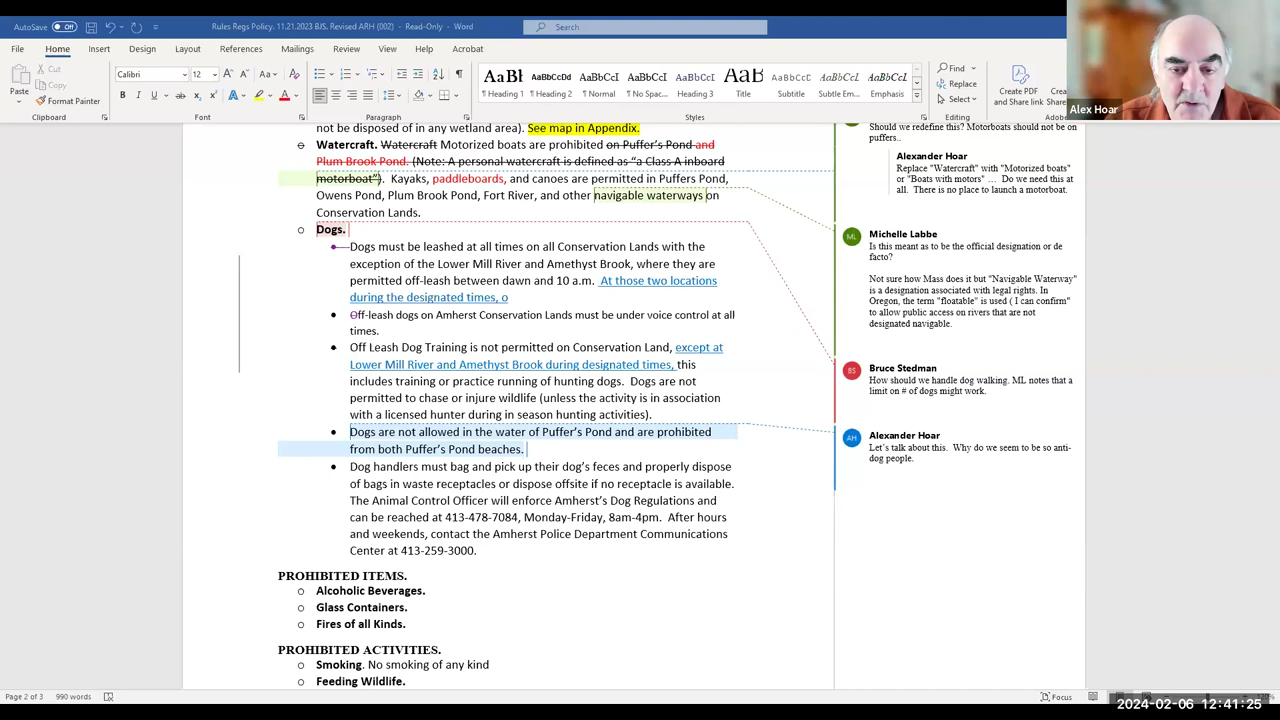 AutoSave Off Rules Regs Policy. 11.21.2023 BJS. Revised ARH (002) - Read-Only - Word Search
File Home Insert Design Layout References Mailings Review View Help Acrobat
Cut
Copy
Format Painter
Paste
Clipboard
Calibri 12
Font
Paragraph
AaBl AaBbCcDd AaBbCcI AaBbCcI AaBbCcI AaB AaBbCcD AaBbCcI AaBbCcI
¶ Heading 1 ¶ Heading 2 ¶ Normal ¶ No Spac... ¶ Heading 3 ¶ Title ¶ Subtitle ¶ Subtle Em... ¶ Emphasis
Styles
Find
Replace
Select
Editing
Create PDF
and Share link
Alex Hoar
not be disposed of in any wetland area). See map in Appendix.
o Watercraft. Watercraft Motorized boats are prohibited on Puffer's Pond and
Plum Brook Pond. (Note: A personal watercraft is defined as "a Class A inboard
motorboat"). Kayaks, paddleboards, and canoes are permitted in Puffers Pond,
Owens Pond, Plum Brook Pond, Fort River, and other navigable waterways on
Conservation Lands.
o Dogs.
• Dogs must be leashed at all times on all Conservation Lands with the
exception of the Lower Mill River and Amethyst Brook, where they are
permitted off-leash between dawn and 10 a.m. At those two locations
during the designated times, o
• Off-leash dogs on Amherst Conservation Lands must be under voice control at all
times.
• Off Leash Dog Training is not permitted on Conservation Land, except at
Lower Mill River and Amethyst Brook during designated times, this
includes training or practice running of hunting dogs. Dogs are not
permitted to chase or injure wildlife (unless the activity is in association
with a licensed hunter during in season hunting activities).
• Dogs are not allowed in the water of Puffer's Pond and are prohibited
from both Puffer's Pond beaches.
• Dog handlers must bag and pick up their dog's feces and properly dispose
of bags in waste receptacles or dispose offsite if no receptacle is available.
The Animal Control Officer will enforce Amherst's Dog Regulations and
can be reached at 413-478-7084, Monday-Friday, 8am-4pm. After hours
and weekends, contact the Amherst Police Department Communications
Center at 413-259-3000.
PROHIBITED ITEMS.
o Alcoholic Beverages.
o Glass Containers.
o Fires of all Kinds.
PROHIBITED ACTIVITIES.
o Smoking. No smoking of any kind
o Feeding Wildlife.
Should we redefine this? Motorboats should not be on
puffers..
Alexander Hoar
Replace "Watercraft" with "Motorized boats"
or "Boats with motors" ... Do we need this at
all. There is no place to launch a motorboat.
ML Michelle Labbe
Is this meant to be as the official designation or de
facto?
Not sure how Mass does it but "Navigable Waterway"
is a designation associated with legal rights. In
Oregon, the term "floatable" is used ( I can confirm"
to allow public access on rivers that are not
designated navigable.
BS Bruce Stedman
How should we handle dog walking. ML notes that a
limit on # of dogs might work.
AH Alexander Hoar
Let's talk about this. Why do we seem to be so anti-
dog people.
Page 2 of 3 990 words Focus
2024-02-06 12:41:25